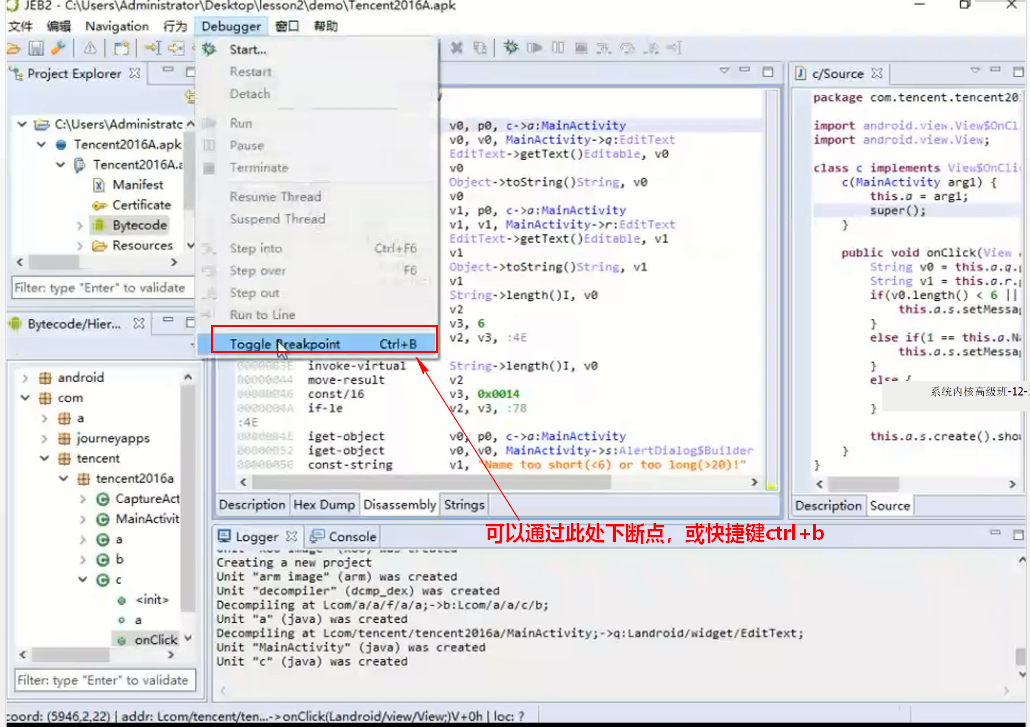 JEB2 - C:\Users\Administrator\Desktop\lesson2\demo\Tencent2016A.apk
文件 编辑 Navigation 行为 Debugger 窗口 帮助
Project Explorer
C:\Users\Administratc
Tencent2016A.apk
Tencent2016A.a
Manifest
Certificate
Bytecode
Resources
Filter: type "Enter" to validate
Bytecode/Hier...
android
com
a
journeyapps
tencent
tencent2016a
CaptureAct
MainActivit
a
b
c
<init>
a
onClick
Filter: type "Enter" to validate
Start...
Restart
Detach
Run
Pause
Terminate
Resume Thread
Suspend Thread
Step into Ctrl+F6
Step over F6
Step out
Run to Line
Toggle Breakpoint Ctrl+B
v0, p0, c->a:MainActivity
v0, v0, MainActivity->q:EditText
EditText->getText()Editable, v0
v0
Object->toString()String, v0
v0
v1, p0, c->a:MainActivity
v1, v1, MainActivity->r:EditText
EditText->getText()Editable, v1
v1
Object->toString()String, v1
v1
String->length()I, v0
v2
v3, 6
v2, v3, :4E
0000003E invoke-virtual String->length()I, v0
00000044 move-result v2
00000046 const/16 v3, 0x0014
0000004A if-le v2, v3, :78
:4E
0000004E iget-object v0, p0, c->a:MainActivity
00000052 iget-object v0, v0, MainActivity->s:AlertDialog$Builder
00000056 const-string v1, "Name too short(<6) or too long(>20)!"
Description Hex Dump Disassembly Strings
c/Source
package com.tencent.tencent20
import android.view.View$OnCl
import android.view.View;
class c implements View$OnClic
c(MainActivity arg1) {
this.a = arg1;
super();
}
public void onClick(View
String v0 = this.a.q.g
String v1 = this.a.r.g
if(v0.length() < 6 ||
this.a.s.setMessag
}
else if(1 == this.a.Na
this.a.s.setMessag
}
else {
系统内核高级班-12-
}
this.a.s.create().shov
}
}
Description Source
可以通过此处下断点，或快捷键ctrl+b
Logger Console
Creating a new project
Unit "arm image" (arm) was created
Unit "decompiler" (dcmp_dex) was created
Decompiling at Lcom/a/a/f/a/a;->b:Lcom/a/a/c/b;
Unit "a" (java) was created
Decompiling at Lcom/tencent/tencent2016a/MainActivity;->q:Landroid/widget/EditText;
Unit "MainActivity" (java) was created
Unit "c" (java) was created
coord: (5946,2,22) | addr: Lcom/tencent/ten...->onClick(Landroid/view/View;)V+0h | loc: ?